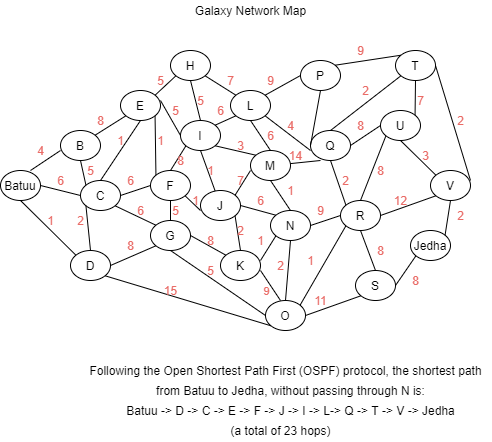 Galaxy Network Map
9
H
T
5
7
9
P
2
E
L
7
8
5
5
6
4
8
U
2
4
B
1
1
I
3
6
14
Q
3
5
8
M
8
Batuu
6
C
6
F
1
7
1
2
12
V
1
2
6
5
1
J
6
9
R
2
8
G
8
2
1
N
Jedha
D
5
K
2
1
8
15
9
S
8
O
11
Following the Open Shortest Path First (OSPF) protocol, the shortest path
from Batuu to Jedha, without passing through N is:
Batuu -> D -> C -> E -> F -> J -> I -> L-> Q -> T -> V -> Jedha
(a total of 23 hops)